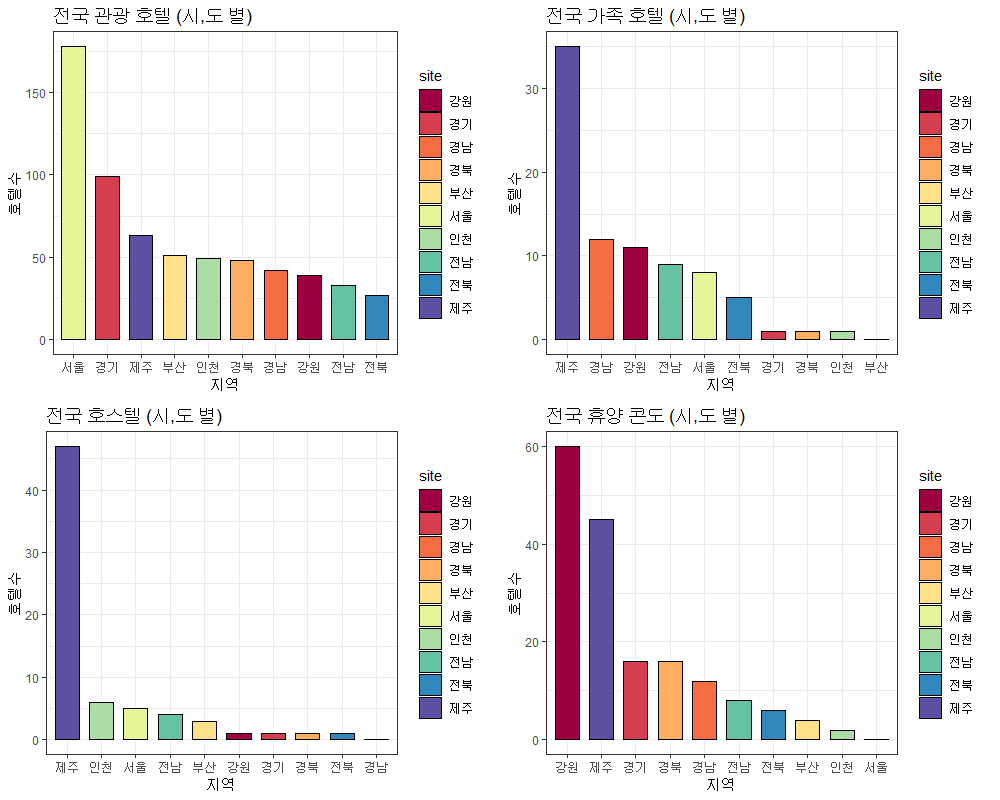 전국 관광 호텔 (시,도 별)
호텔수
150
100
50
0
서울 경기 제주 부산 인천 경북 경남 강원 전남 전북
지역
site
강원
경기
경남
경북
부산
서울
인천
전남
전북
제주
전국 가족 호텔 (시,도 별)
호텔수
30
20
10
0
제주 경남 강원 전남 서울 전북 경기 경북 인천 부산
지역
site
강원
경기
경남
경북
부산
서울
인천
전남
전북
제주
전국 호스텔 (시,도 별)
호텔수
40
30
20
10
0
제주 인천 서울 전남 부산 강원 경기 경북 전북 경남
지역
site
강원
경기
경남
경북
부산
서울
인천
전남
전북
제주
전국 휴양 콘도 (시,도 별)
호텔수
60
40
20
0
강원 제주 경기 경북 경남 전남 전북 부산 인천 서울
지역
site
강원
경기
경남
경북
부산
서울
인천
전남
전북
제주